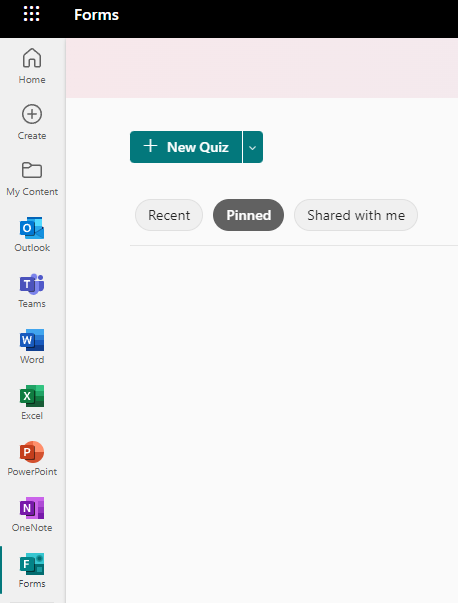 Forms
Home
Create
My Content
Outlook
Teams
Word
Excel
PowerPoint
OneNote
Forms
New Quiz
Recent
Pinned
Shared with me